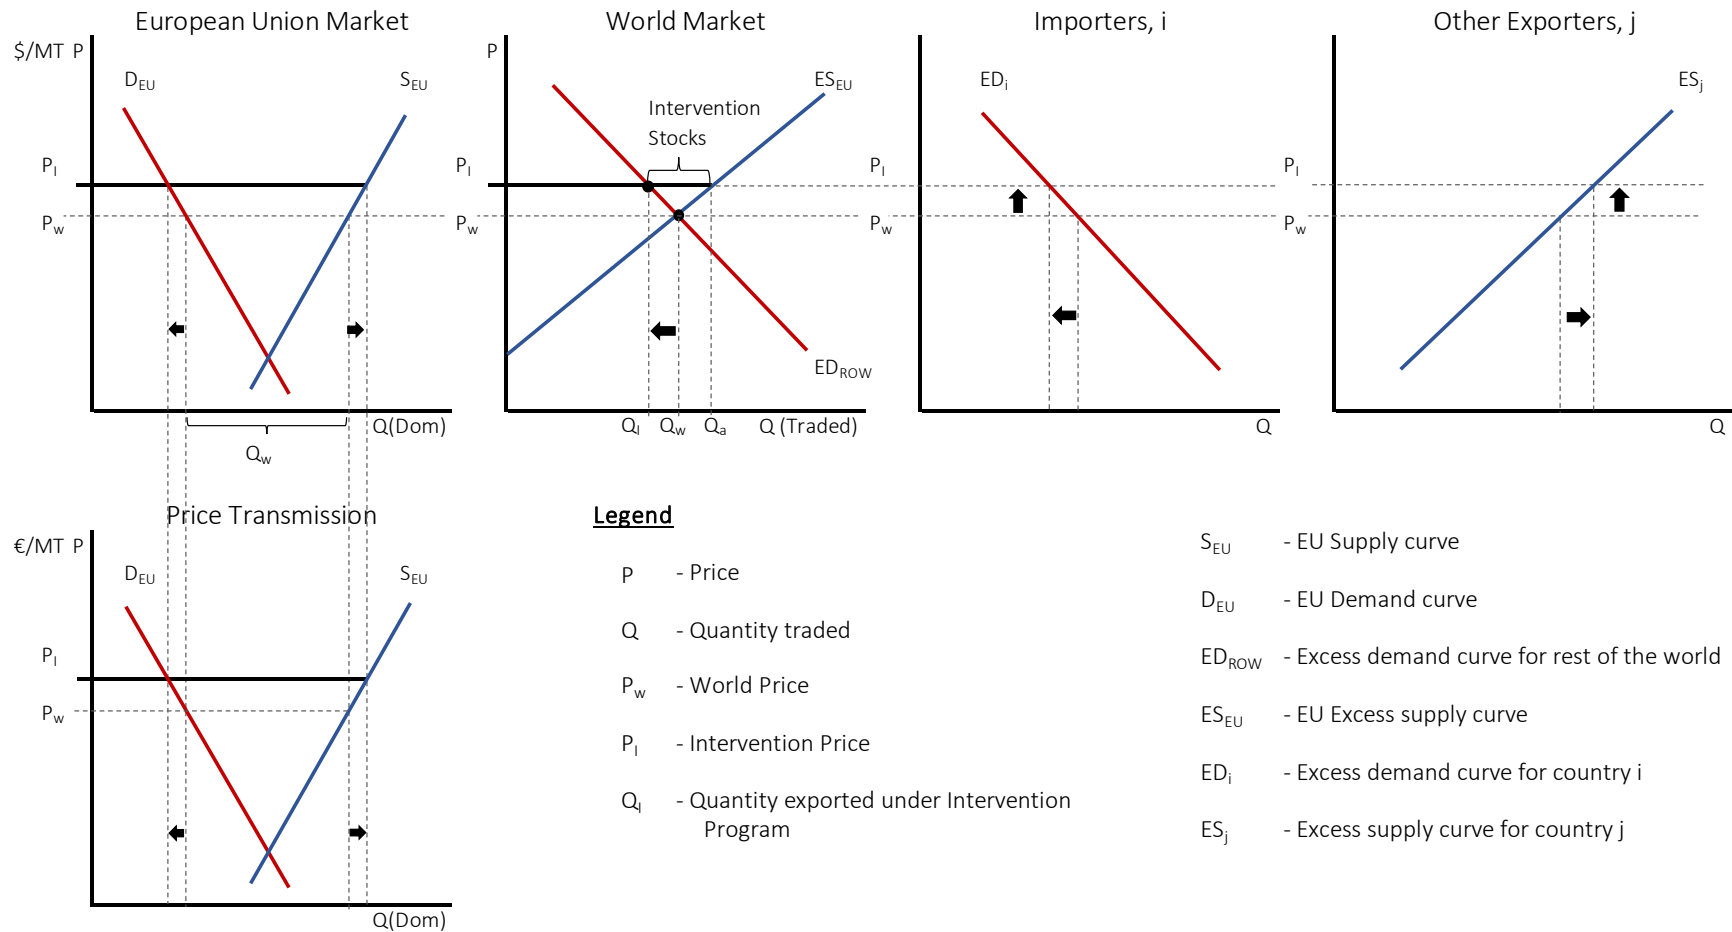 European Union Market
$/MT P
D_EU
S_EU
P_I
P_w
Q(Dom)
Q_w
World Market
P
ES_EU
Intervention
Stocks
P_I
P_w
ED_ROW
Q_I Q_w Q_a Q (Traded)
Importers, i
ED_i
P_I
P_w
Q
Other Exporters, j
ES_j
P_I
P_w
Q
Price Transmission
€/MT P
D_EU
S_EU
P_I
P_w
Q(Dom)
Legend
P - Price
Q - Quantity traded
P_w - World Price
P_I - Intervention Price
Q_I - Quantity exported under Intervention
Program
S_EU - EU Supply curve
D_EU - EU Demand curve
ED_ROW - Excess demand curve for rest of the world
ES_EU - EU Excess supply curve
ED_i - Excess demand curve for country i
ES_j - Excess supply curve for country j